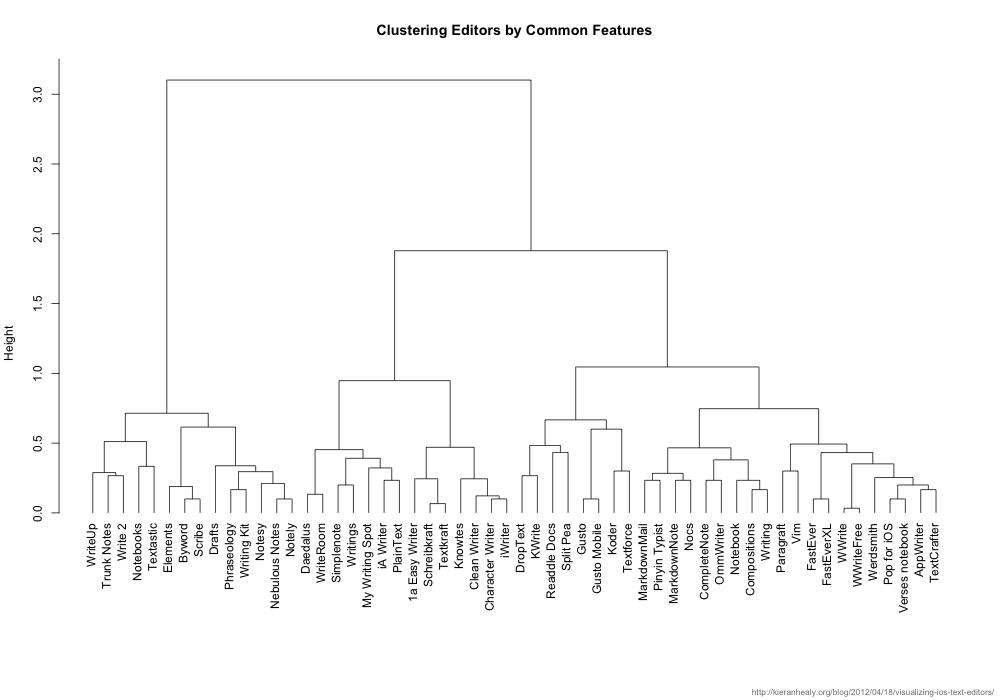 Clustering Editors by Common Features
Height
3.0
2.5
2.0
1.5
1.0
0.5
0.0
WriteUp
Trunk Notes
Write 2
Notebooks
Textastic
Elements
Byword
Scribe
Drafts
Phraseology
Writing Kit
Notesy
Nebulous Notes
Notely
Daedalus
WriteRoom
Simplenote
Writings
My Writing Spot
iA Writer
PlainText
1a Easy Writer
Schreibkraft
Textkraft
Knowtes
Clean Writer
Character Writer
iWriter
DropText
KWrite
Readdle Docs
Split Pea
Gusto
Gusto Mobile
Koder
Textforce
MarkdownMail
Pinyin Typist
MarkdownNote
Nocs
CompleteNote
OmmWriter
Notebook
Compositions
Writing
Paragraft
Vim
FastEver
FastEverXL
WWrite
WWriteFree
Werdsmith
Pop for iOS
Verses notebook
AppWriter
TextCrafter
http://kieranhealy.org/blog/2012/04/18/visualizing-ios-text-editors/